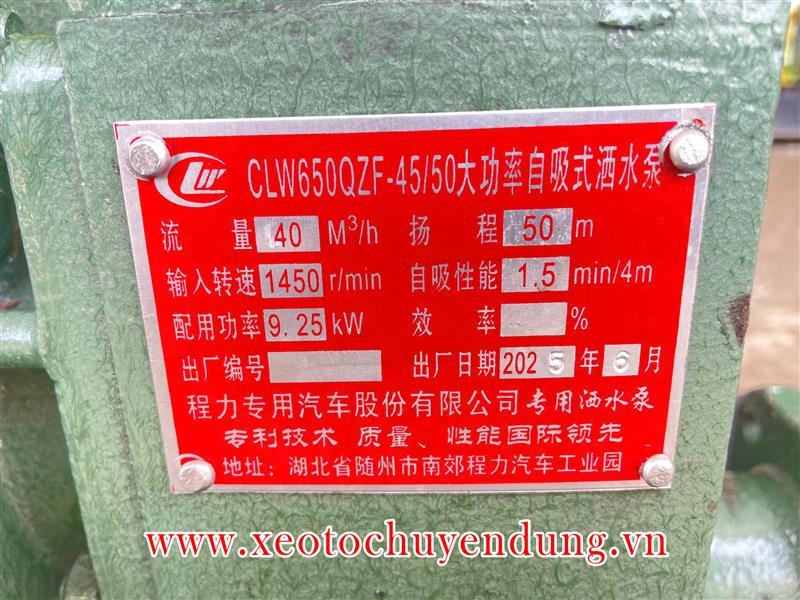 CLW
CLW650QZF-45/50大功率自吸式洒水泵
流 量 40 M³/h 扬 程 50 m
输入转速 1450 r/min 自吸性能 1.5 min/4m
配用功率 9.25 kW 效 率 %
出厂编号 出厂日期 2025 年 6 月
程力专用汽车股份有限公司专用洒水泵
专利技术 质量、性能国际领先
地址: 湖北省随州市南郊程力汽车工业园
www.xeotochuyendung.vn